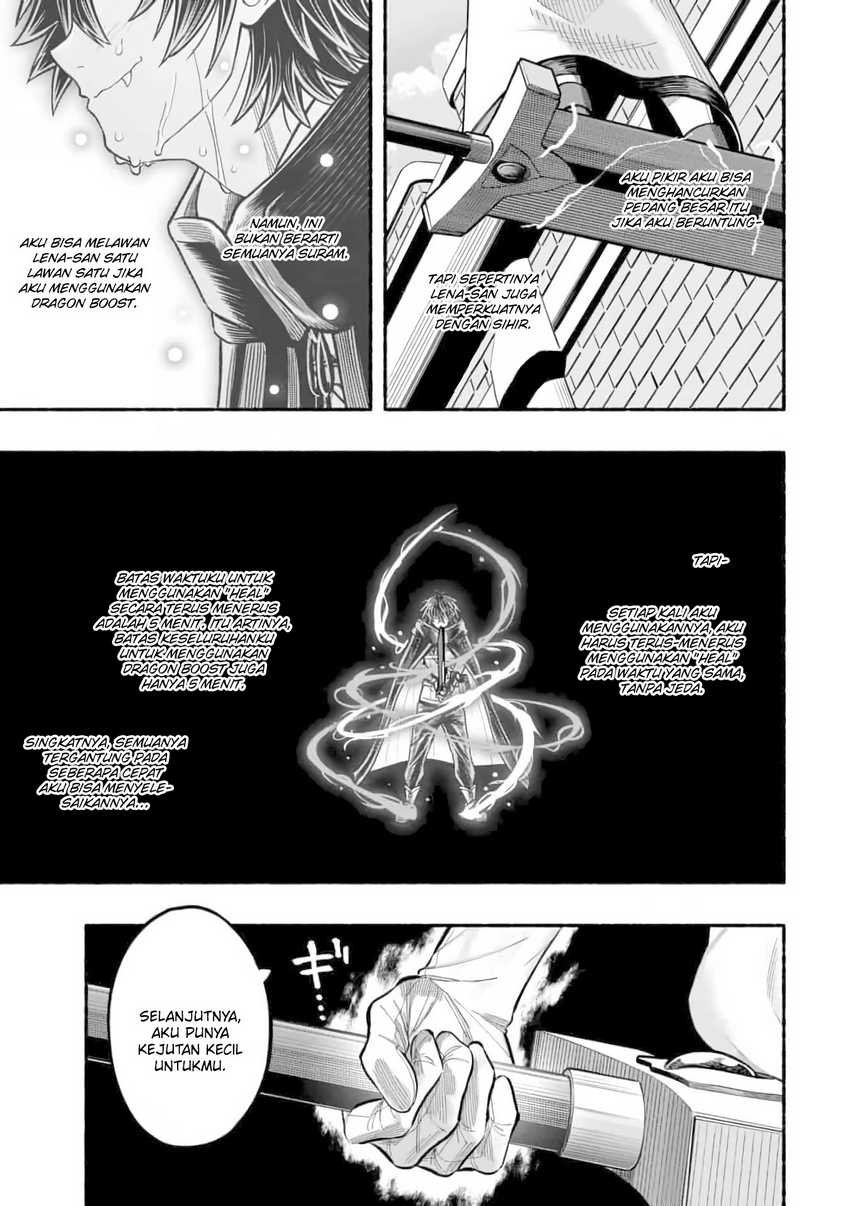 AKU PIKIR AKU BISA
MENGHANCURKAN
PEDANG BESAR ITU
JIKA AKU BERUNTUNG-
TAPI SEPERTINYA
LENA-SAN JUGA
MEMPERKUATNYA
DENGAN SIHIR.
NAMUN, INI
BUKAN BERARTI
SEMUANYA SURAM.
AKU BISA MELAWAN
LENA-SAN SATU
LAWAN SATU JIKA
AKU MENGGUNAKAN
DRAGON BOOST.
TAPI-
SETIAP KALI AKU
MENGGUNAKANNYA, AKU
HARUS TERUS-MENERUS
MENGGUNAKAN "HEAL"
PADA WAKTU YANG SAMA,
TANPA JEDA.
BATAS WAKTUKU UNTUK
MENGGUNAKAN "HEAL"
SECARA TERUS MENERUS
ADALAH 5 MENIT. ITU ARTINYA,
BATAS KESELURUHANKU
UNTUK MENGGUNAKAN
DRAGON BOOST JUGA
HANYA 5 MENIT.
SINGKATNYA, SEMUANYA
TERGANTUNG PADA
SEBERAPA CEPAT
AKU BISA MENYELE-
SAIKANNYA...
ギ...
SELANJUTNYA,
AKU PUNYA
KEJUTAN KECIL
UNTUKMU.